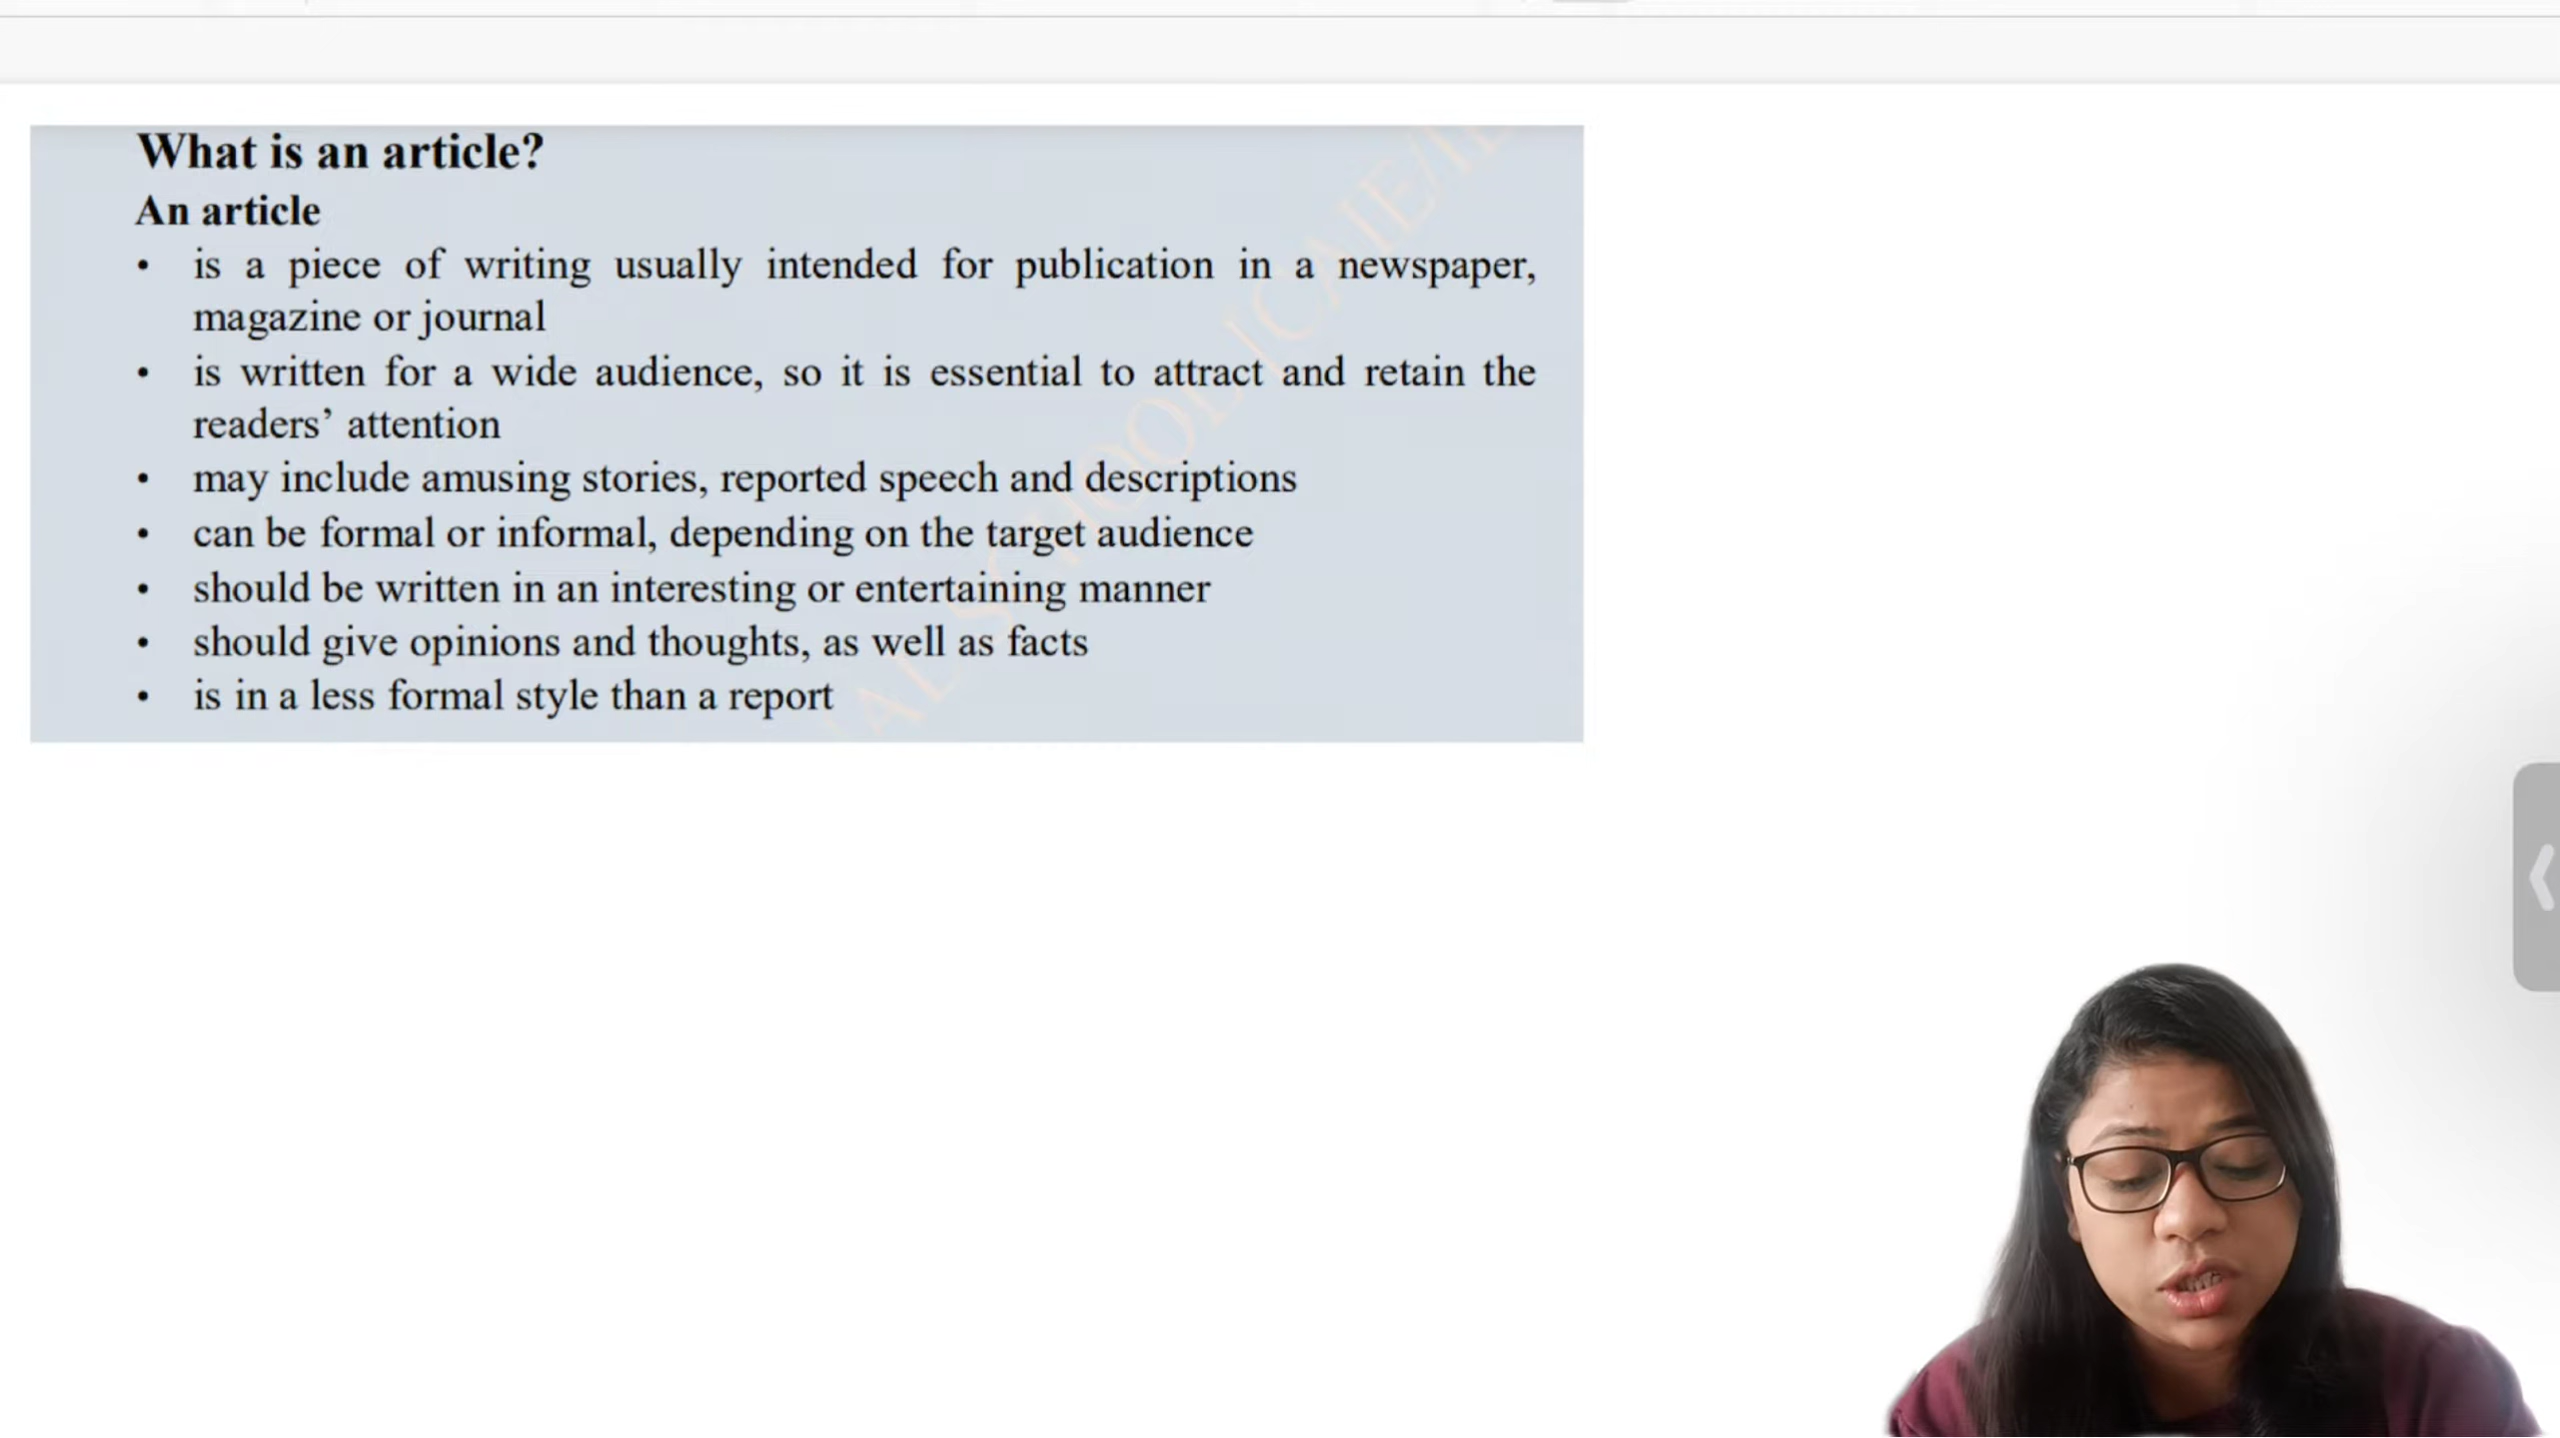 What is an article?
An article
• is a piece of writing usually intended for publication in a newspaper,
magazine or journal
• is written for a wide audience, so it is essential to attract and retain the
readers’ attention
• may include amusing stories, reported speech and descriptions
• can be formal or informal, depending on the target audience
• should be written in an interesting or entertaining manner
• should give opinions and thoughts, as well as facts
• is in a less formal style than a report